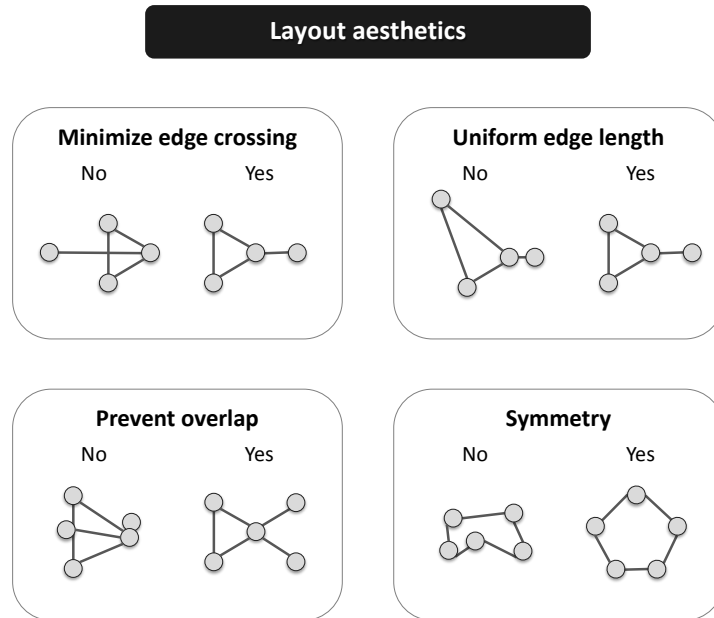 Layout aesthetics
Minimize edge crossing
No Yes
Uniform edge length
No Yes
Prevent overlap
No Yes
Symmetry
No Yes